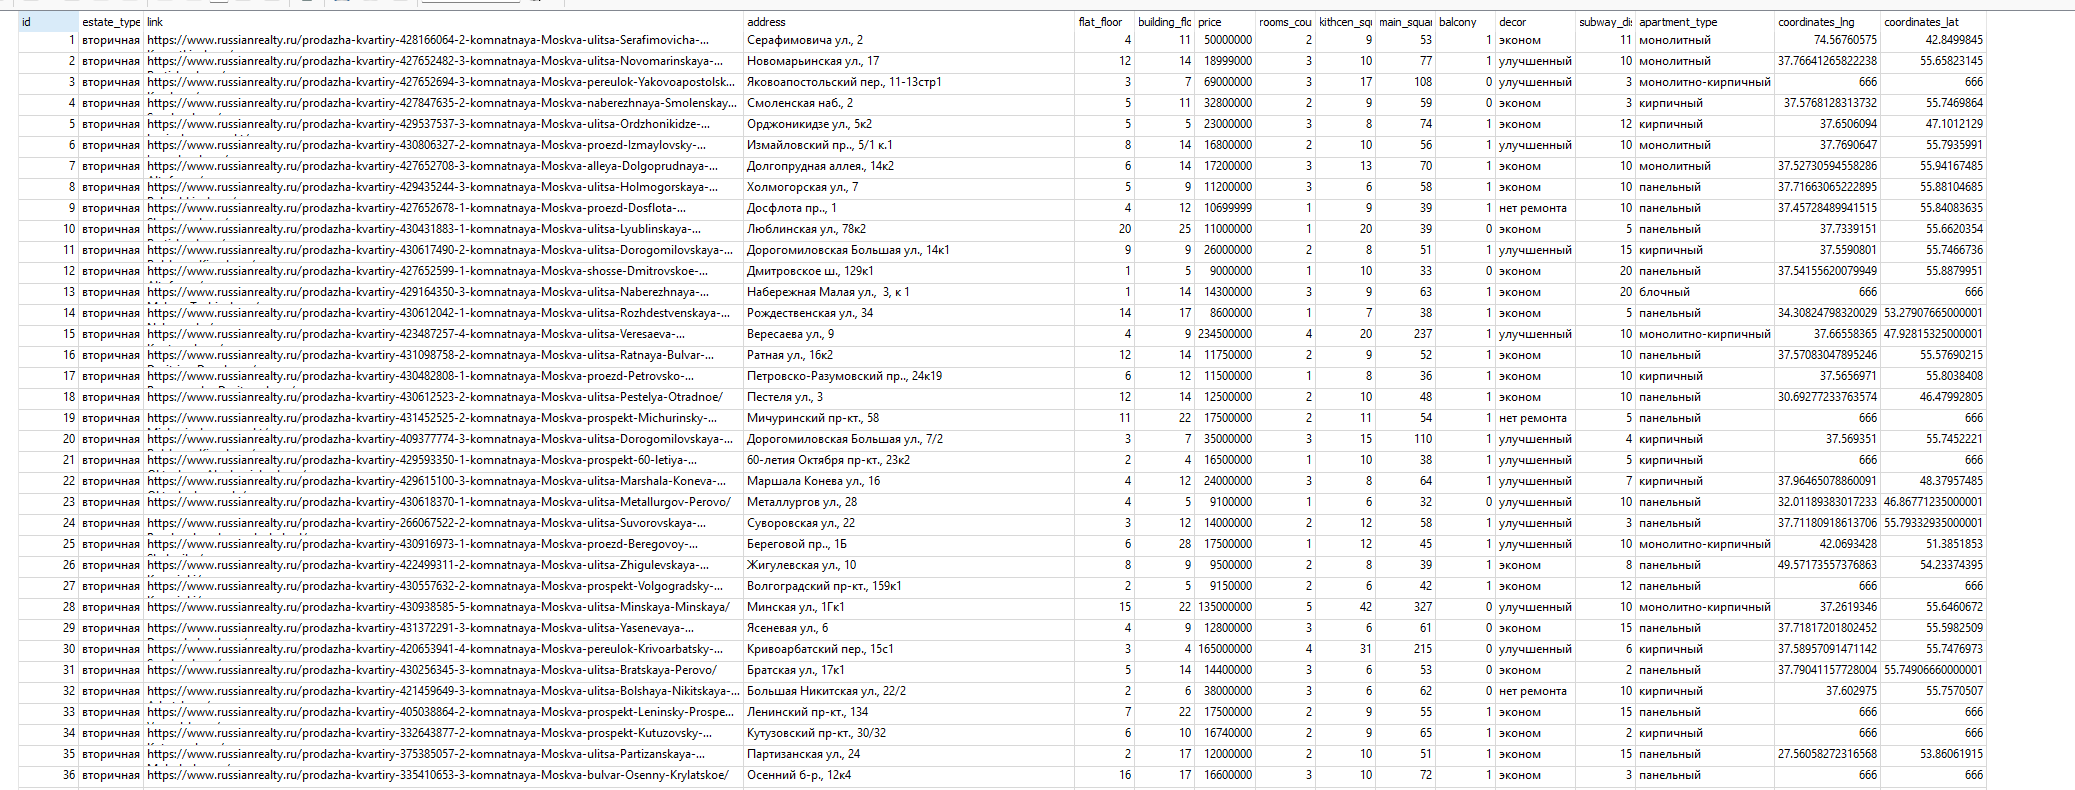 id estate_type link address flat_floor building_flo price rooms_cou kithcen_squ main_squa balcony decor subway_dis apartment_type coordinates_lng coordinates_lat
1 вторичная https://www.russianrealty.ru/prodazha-kvartiry-428166064-2-komnatnaya-Moskva-ulitsa-Serafimovicha-... Серафимовича ул., 2 4 11 50000000 2 9 53 1 эконом 11 монолитный 74.56760575 42.8499845
2 вторичная https://www.russianrealty.ru/prodazha-kvartiry-427652482-3-komnatnaya-Moskva-ulitsa-Novomarinskaya-... Новомарьинская ул., 17 12 14 18999000 3 10 77 1 улучшенный 10 монолитный 37.76641265822238 55.65823145
3 вторичная https://www.russianrealty.ru/prodazha-kvartiry-427652694-3-komnatnaya-Moskva-pereulok-Yakovoapostolsk... Яковоапостольский пер., 11-13стр1 3 7 69000000 3 17 108 0 улучшенный 3 монолитно-кирпичный 666 666
4 вторичная https://www.russianrealty.ru/prodazha-kvartiry-427847635-2-komnatnaya-Moskva-naberezhnaya-Smolenskay... Смоленская наб., 2 5 11 32800000 2 9 59 0 эконом 3 кирпичный 37.5768128313732 55.7469864
5 вторичная https://www.russianrealty.ru/prodazha-kvartiry-429537537-3-komnatnaya-Moskva-ulitsa-Ordzhonikidze-... Орджоникидзе ул., 5к2 5 5 23000000 3 8 74 1 эконом 12 кирпичный 37.6506094 47.1012129
6 вторичная https://www.russianrealty.ru/prodazha-kvartiry-430806327-2-komnatnaya-Moskva-proezd-Izmaylovsky-... Измайловский пр.., 5/1 к.1 8 14 16800000 2 10 56 1 улучшенный 10 монолитный 37.7690647 55.7935991
7 вторичная https://www.russianrealty.ru/prodazha-kvartiry-427652708-3-komnatnaya-Moskva-alleya-Dolgoprudnaya-... Долгопрудная аллея., 14к2 6 14 17200000 3 13 70 1 эконом 10 монолитный 37.52730594558286 55.94167485
8 вторичная https://www.russianrealty.ru/prodazha-kvartiry-429435244-3-komnatnaya-Moskva-ulitsa-Holmogorskaya-... Холмогорская ул., 7 5 9 11200000 3 6 58 1 эконом 10 панельный 37.71663065222895 55.88104685
9 вторичная https://www.russianrealty.ru/prodazha-kvartiry-427652678-1-komnatnaya-Moskva-proezd-Dosflota-... Досфлота пр.., 1 4 12 10699999 1 9 39 1 нет ремонта 10 панельный 37.45728489941515 55.84083635
10 вторичная https://www.russianrealty.ru/prodazha-kvartiry-430431883-1-komnatnaya-Moskva-ulitsa-Lyublinskaya-... Люблинская ул., 78к2 20 25 11000000 1 20 39 0 эконом 5 панельный 37.7339151 55.6620354
11 вторичная https://www.russianrealty.ru/prodazha-kvartiry-430617490-2-komnatnaya-Moskva-ulitsa-Dorogomilovskaya-... Дорогомиловская Большая ул., 14к1 9 9 26000000 2 8 51 1 улучшенный 15 кирпичный 37.5590801 55.7466736
12 вторичная https://www.russianrealty.ru/prodazha-kvartiry-427652599-1-komnatnaya-Moskva-shosse-Dmitrovskoe-... Дмитровское ш., 129к1 1 5 9000000 1 10 33 0 эконом 20 панельный 37.54155620079949 55.8879951
13 вторичная https://www.russianrealty.ru/prodazha-kvartiry-429164350-3-komnatnaya-Moskva-ulitsa-Naberezhnaya-... Набережная Малая ул., 3, к 1 1 14 14300000 3 9 63 1 эконом 20 блочный 666 666
14 вторичная https://www.russianrealty.ru/prodazha-kvartiry-430612042-1-komnatnaya-Moskva-ulitsa-Rozhdestvenskaya-... Рождественская ул., 34 14 17 8600000 1 7 38 1 эконом 5 панельный 34.30824798320029 53.27907665000001
15 вторичная https://www.russianrealty.ru/prodazha-kvartiry-423487257-4-komnatnaya-Moskva-ulitsa-Veresaeva-... Вересаева ул., 9 4 9 234500000 4 20 237 1 улучшенный 10 монолитно-кирпичный 37.66558365 47.92815325000001
16 вторичная https://www.russianrealty.ru/prodazha-kvartiry-431098758-2-komnatnaya-Moskva-ulitsa-Ratnaya-Bulvar-... Ратная ул., 16к2 12 14 11750000 2 9 52 1 эконом 10 панельный 37.57083047895246 55.57690215
17 вторичная https://www.russianrealty.ru/prodazha-kvartiry-430482808-1-komnatnaya-Moskva-proezd-Petrovsko-... Петровско-Разумовский пр.., 24к19 6 12 11500000 1 8 36 1 эконом 10 кирпичный 37.5656971 55.8038408
18 вторичная https://www.russianrealty.ru/prodazha-kvartiry-430612523-2-komnatnaya-Moskva-ulitsa-Pestelya-Otradnoe/ Пестеля ул., 3 12 14 12500000 2 10 48 1 эконом 10 панельный 30.69277233763574 46.47992805
19 вторичная https://www.russianrealty.ru/prodazha-kvartiry-431452525-2-komnatnaya-Moskva-prospekt-Michurinsky-... Мичуринский пр-кт., 58 11 22 17500000 2 11 54 1 нет ремонта 5 панельный 666 666
20 вторичная https://www.russianrealty.ru/prodazha-kvartiry-409377774-3-komnatnaya-Moskva-ulitsa-Dorogomilovskaya-... Дорогомиловская Большая ул., 7/2 3 7 35000000 3 15 110 1 улучшенный 4 кирпичный 37.569351 55.7452221
21 вторичная https://www.russianrealty.ru/prodazha-kvartiry-429593350-1-komnatnaya-Moskva-prospekt-60-letiya-... 60-летия Октября пр-кт., 23к2 2 4 16500000 1 10 38 1 улучшенный 5 кирпичный 666 666
22 вторичная https://www.russianrealty.ru/prodazha-kvartiry-429615100-3-komnatnaya-Moskva-ulitsa-Marshala-Koneva-... Маршала Конева ул., 16 4 12 24000000 3 8 64 1 улучшенный 7 кирпичный 37.96465078860091 48.37957485
23 вторичная https://www.russianrealty.ru/prodazha-kvartiry-430618370-1-komnatnaya-Moskva-ulitsa-Metallurgov-Perovo/ Металлургов ул., 28 4 5 9100000 1 6 32 0 улучшенный 10 панельный 32.01189383017233 46.86771235000001
24 вторичная https://www.russianrealty.ru/prodazha-kvartiry-266067522-2-komnatnaya-Moskva-ulitsa-Suvorovskaya-... Суворовская ул., 22 3 12 14000000 2 12 58 1 улучшенный 3 панельный 37.71180918613706 55.79332935000001
25 вторичная https://www.russianrealty.ru/prodazha-kvartiry-430916973-1-komnatnaya-Moskva-proezd-Beregovoy-... Береговой пр.., 1Б 6 28 17500000 1 12 45 1 улучшенный 10 монолитно-кирпичный 42.0693428 51.3851853
26 вторичная https://www.russianrealty.ru/prodazha-kvartiry-422499311-2-komnatnaya-Moskva-ulitsa-Zhigulevskaya-... Жигулевская ул., 10 8 9 9500000 2 8 39 1 эконом 8 панельный 49.57173557376863 54.23374395
27 вторичная https://www.russianrealty.ru/prodazha-kvartiry-430557632-2-komnatnaya-Moskva-prospekt-Volgogradsky-... Волгоградский пр-кт., 159к1 2 5 9150000 2 6 42 1 эконом 12 панельный 666 666
28 вторичная https://www.russianrealty.ru/prodazha-kvartiry-430938585-5-komnatnaya-Moskva-ulitsa-Minskaya-Minskaya/ Минская ул., 1Гк1 15 22 135000000 5 42 327 0 улучшенный 10 монолитно-кирпичный 37.2619346 55.6460672
29 вторичная https://www.russianrealty.ru/prodazha-kvartiry-431372291-3-komnatnaya-Moskva-ulitsa-Yasenevaya-... Ясеневая ул., 6 4 9 12800000 3 6 61 0 эконом 15 панельный 37.71817201802452 55.5982509
30 вторичная https://www.russianrealty.ru/prodazha-kvartiry-420653941-4-komnatnaya-Moskva-pereulok-Krivoarbatsky-... Кривоарбатский пер., 15с1 3 4 165000000 4 31 215 0 улучшенный 6 кирпичный 37.58957091471142 55.7476973
31 вторичная https://www.russianrealty.ru/prodazha-kvartiry-430256345-3-komnatnaya-Moskva-ulitsa-Bratskaya-Perovo/ Братская ул., 17к1 5 14 14400000 3 6 53 0 эконом 2 панельный 37.79041157728004 55.74906660000001
32 вторичная https://www.russianrealty.ru/prodazha-kvartiry-421459649-3-komnatnaya-Moskva-ulitsa-Bolshaya-Nikitskaya-... Большая Никитская ул., 22/2 2 6 38000000 3 6 62 0 нет ремонта 10 кирпичный 37.602975 55.7570507
33 вторичная https://www.russianrealty.ru/prodazha-kvartiry-405038864-2-komnatnaya-Moskva-prospekt-Leninsky-Prospe... Ленинский пр-кт., 134 7 22 17500000 2 9 55 1 эконом 15 панельный 666 666
34 вторичная https://www.russianrealty.ru/prodazha-kvartiry-332643877-2-komnatnaya-Moskva-prospekt-Kutuzovsky-... Кутузовский пр-кт., 30/32 6 10 16740000 2 9 65 1 эконом 2 кирпичный 666 666
35 вторичная https://www.russianrealty.ru/prodazha-kvartiry-375385057-2-komnatnaya-Moskva-ulitsa-Partizanskaya-... Партизанская ул., 24 2 17 12000000 2 10 51 1 эконом 15 панельный 27.56058272316568 53.86061915
36 вторичная https://www.russianrealty.ru/prodazha-kvartiry-335410653-3-komnatnaya-Moskva-bulvar-Osenny-Krylatskoe/ Осенний б-р., 12к4 16 17 16600000 3 10 72 1 эконом 3 панельный 666 666